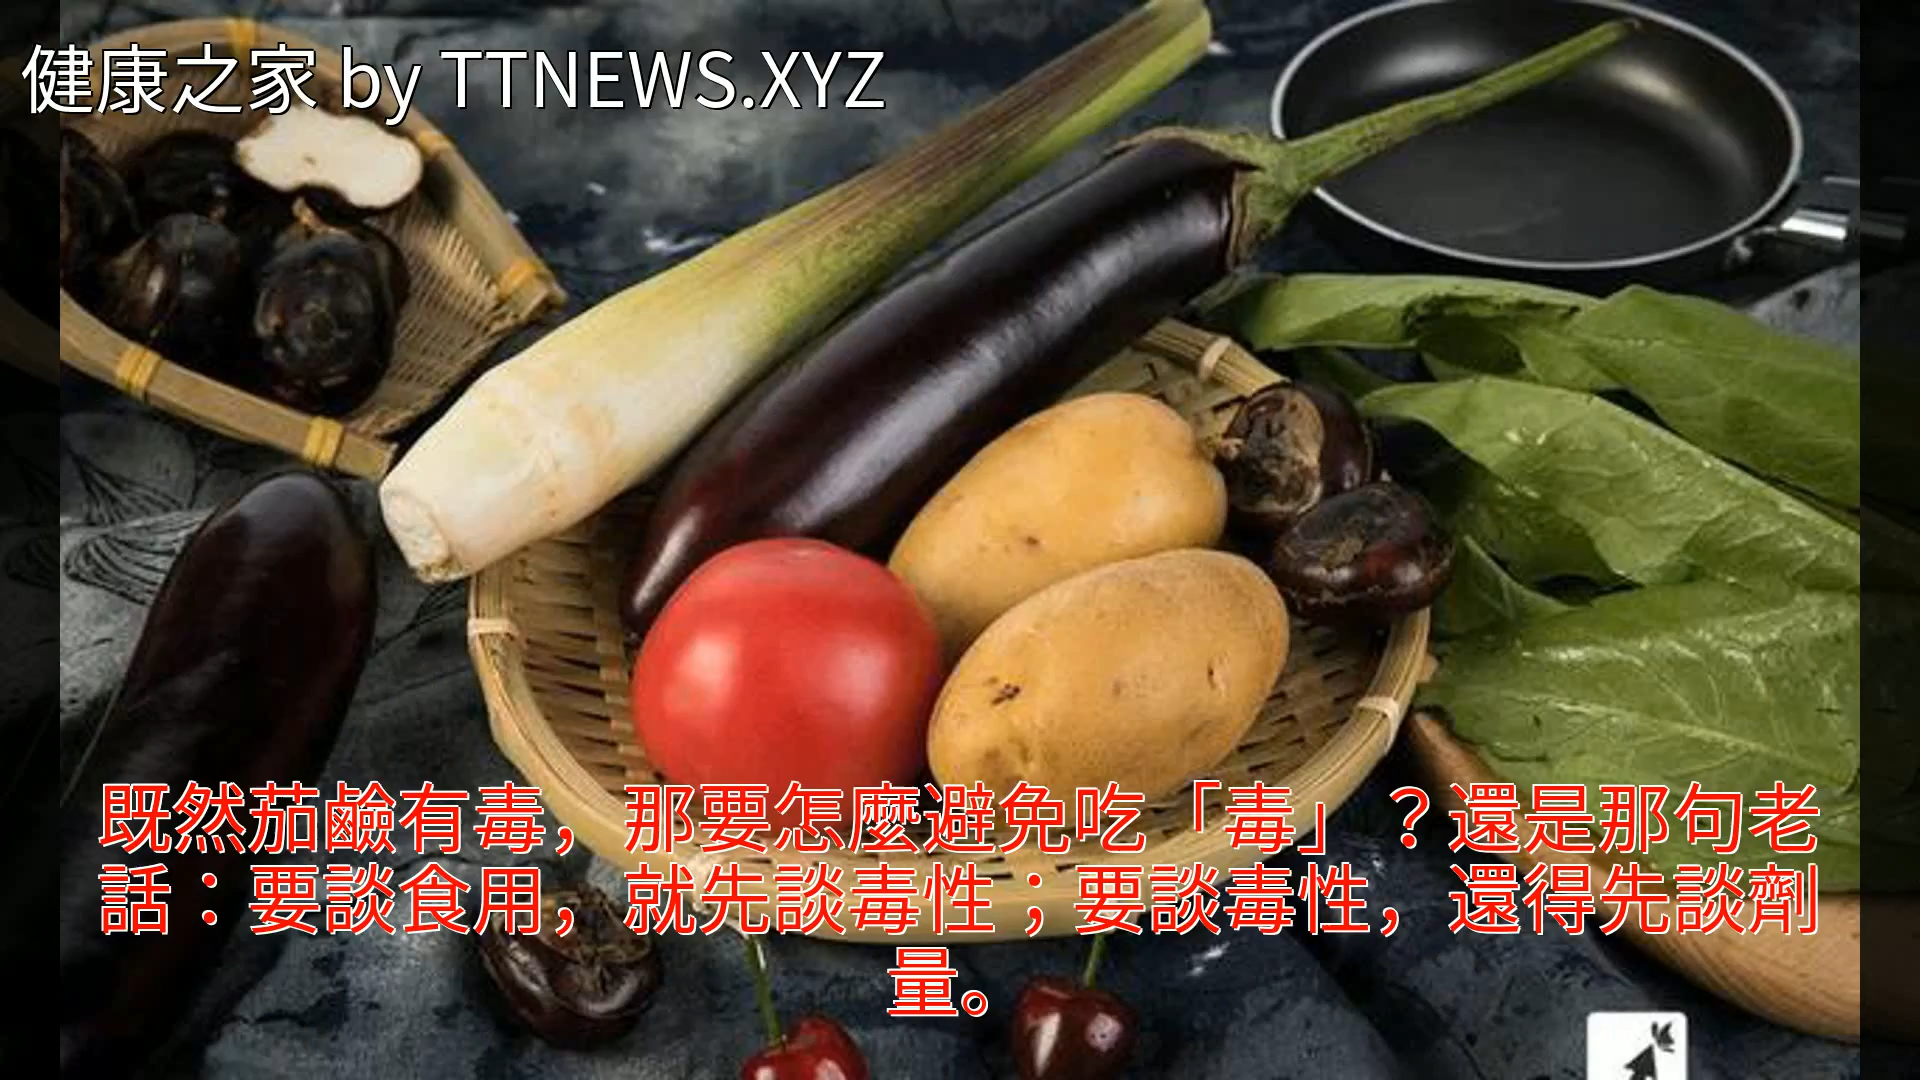 健康之家 by TTNEWS.XYZ
既然茄鹼有毒，那要怎麼避免吃「毒」？還是那句老
話：要談食用，就先談毒性；要談毒性，還得先談劑
量。